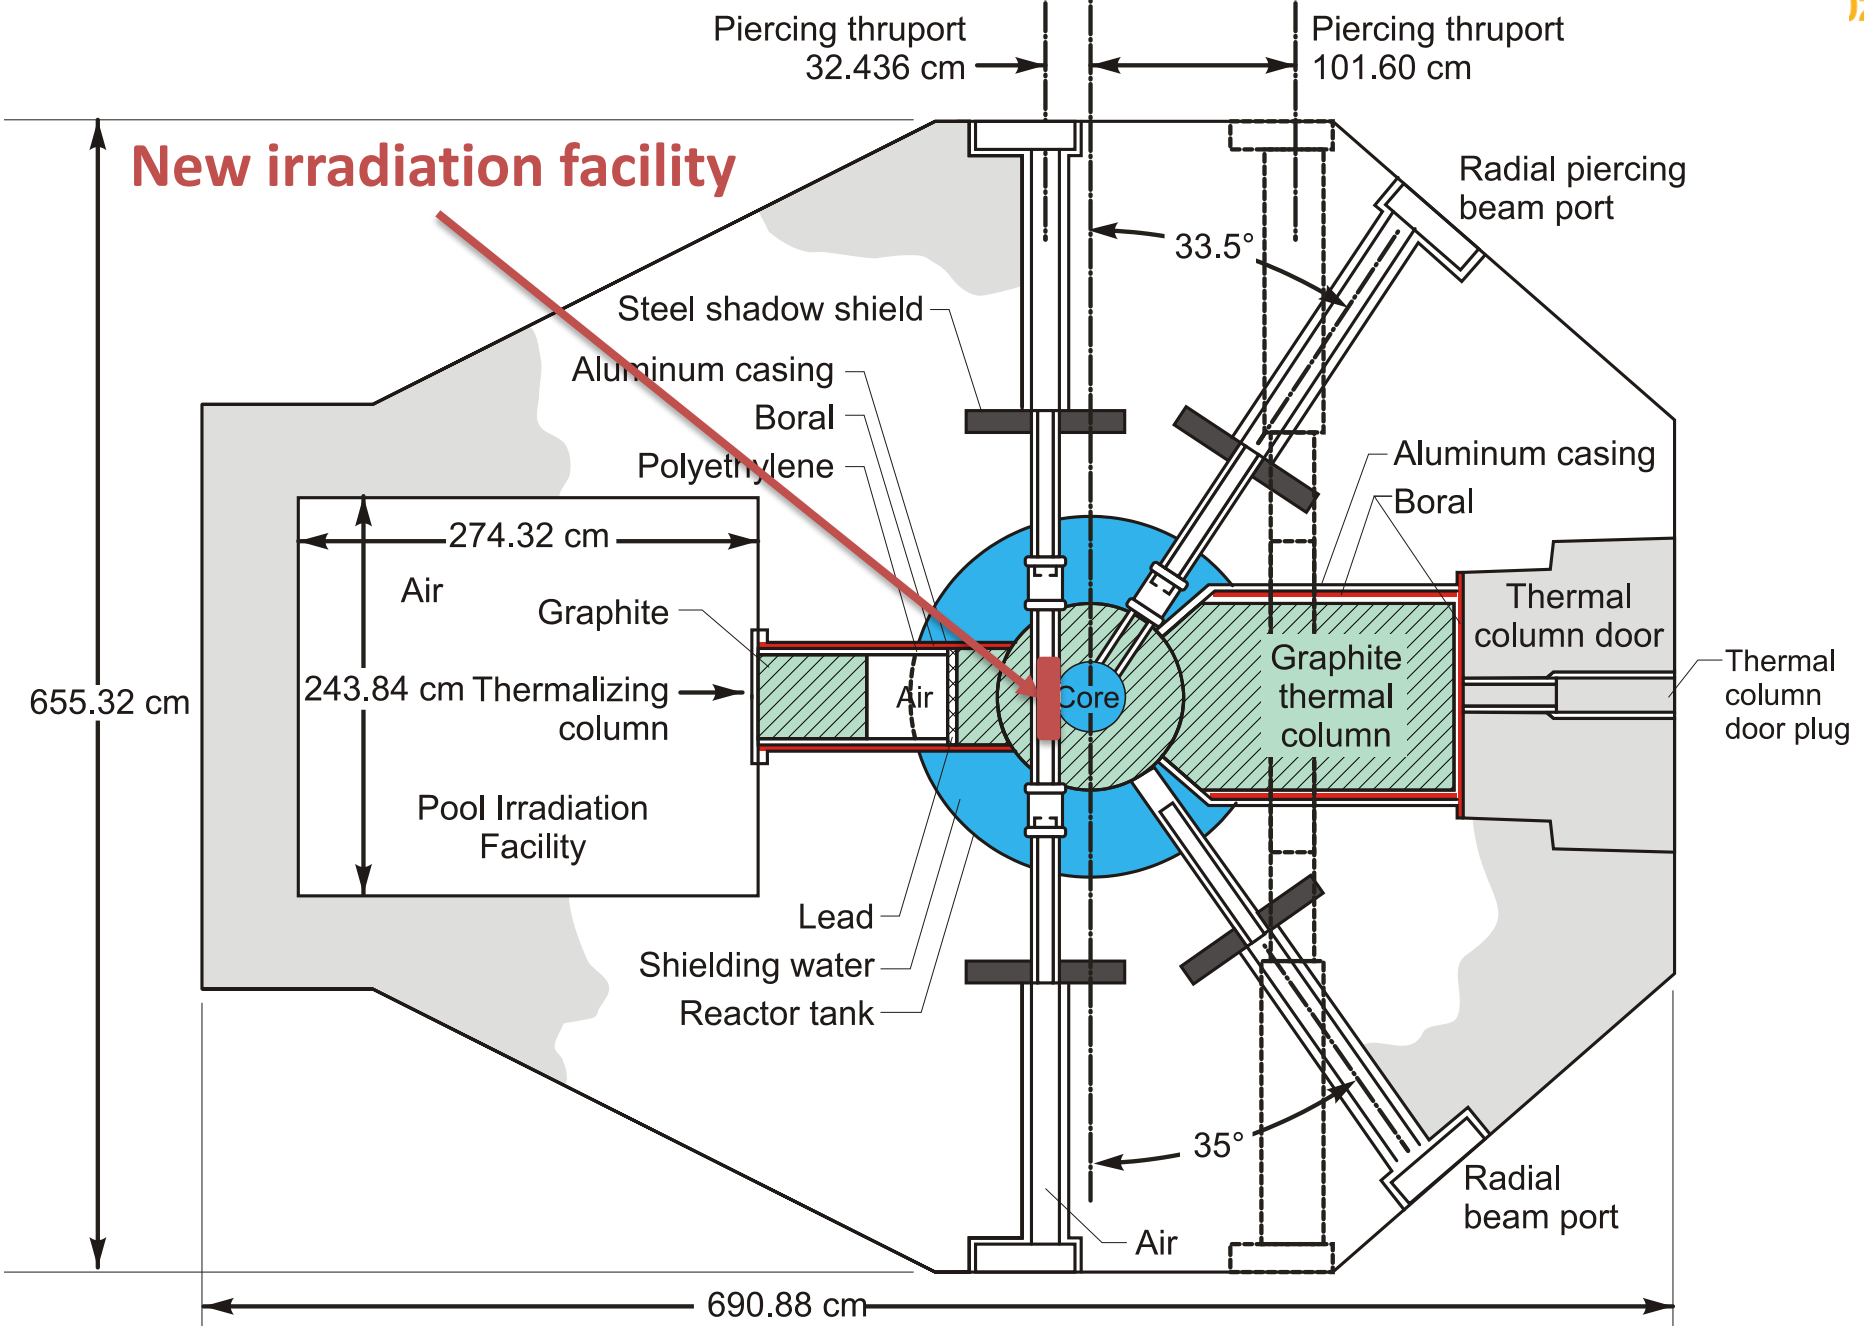 Piercing thruport
32.436 cm
Piercing thruport
101.60 cm
New irradiation facility
Radial piercing
beam port
33.5°
Steel shadow shield
Aluminum casing
Boral
Polyethylene
Aluminum casing
Boral
274.32 cm
Air
Graphite
Thermal
column door
Graphite
thermal
column
Thermal
column
door plug
655.32 cm
243.84 cm
Thermalizing
column
Air
Core
Pool Irradiation
Facility
Lead
Shielding water
Reactor tank
35°
Radial
beam port
Air
690.88 cm